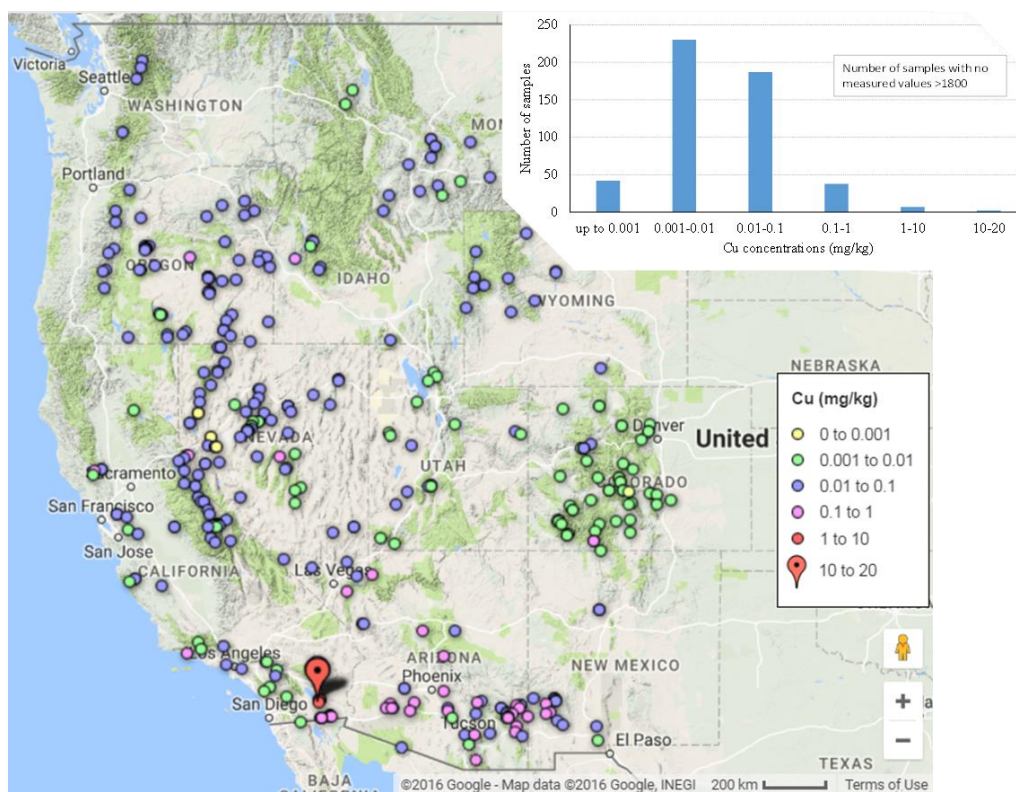 250
200
150
100
50
0
Number of samples
Number of samples with no
measured values >1800
up to 0.001
0.001-0.01
0.01-0.1
0.1-1
1-10
10-20
Cu concentrations (mg/kg)
Victoria
Seattle
WASHINGTON
MO
Portland
OREGON
IDAHO
WYOMING
NEBRASKA
NEVADA
Denver
United
UTAH
COLORADO
Sacramento
San Francisco
San Jose
CALIFORNIA
Las Vegas
Los Angeles
ARIZONA
Phoenix
NEW MEXICO
San Diego
Tucson
El Paso
TEXAS
BAJA
CALIFORNIA
Cu (mg/kg)
0 to 0.001
0.001 to 0.01
0.01 to 0.1
0.1 to 1
1 to 10
10 to 20
+
−
©2016 Google - Map data ©2016 Google, INEGI
200 km
Terms of Use